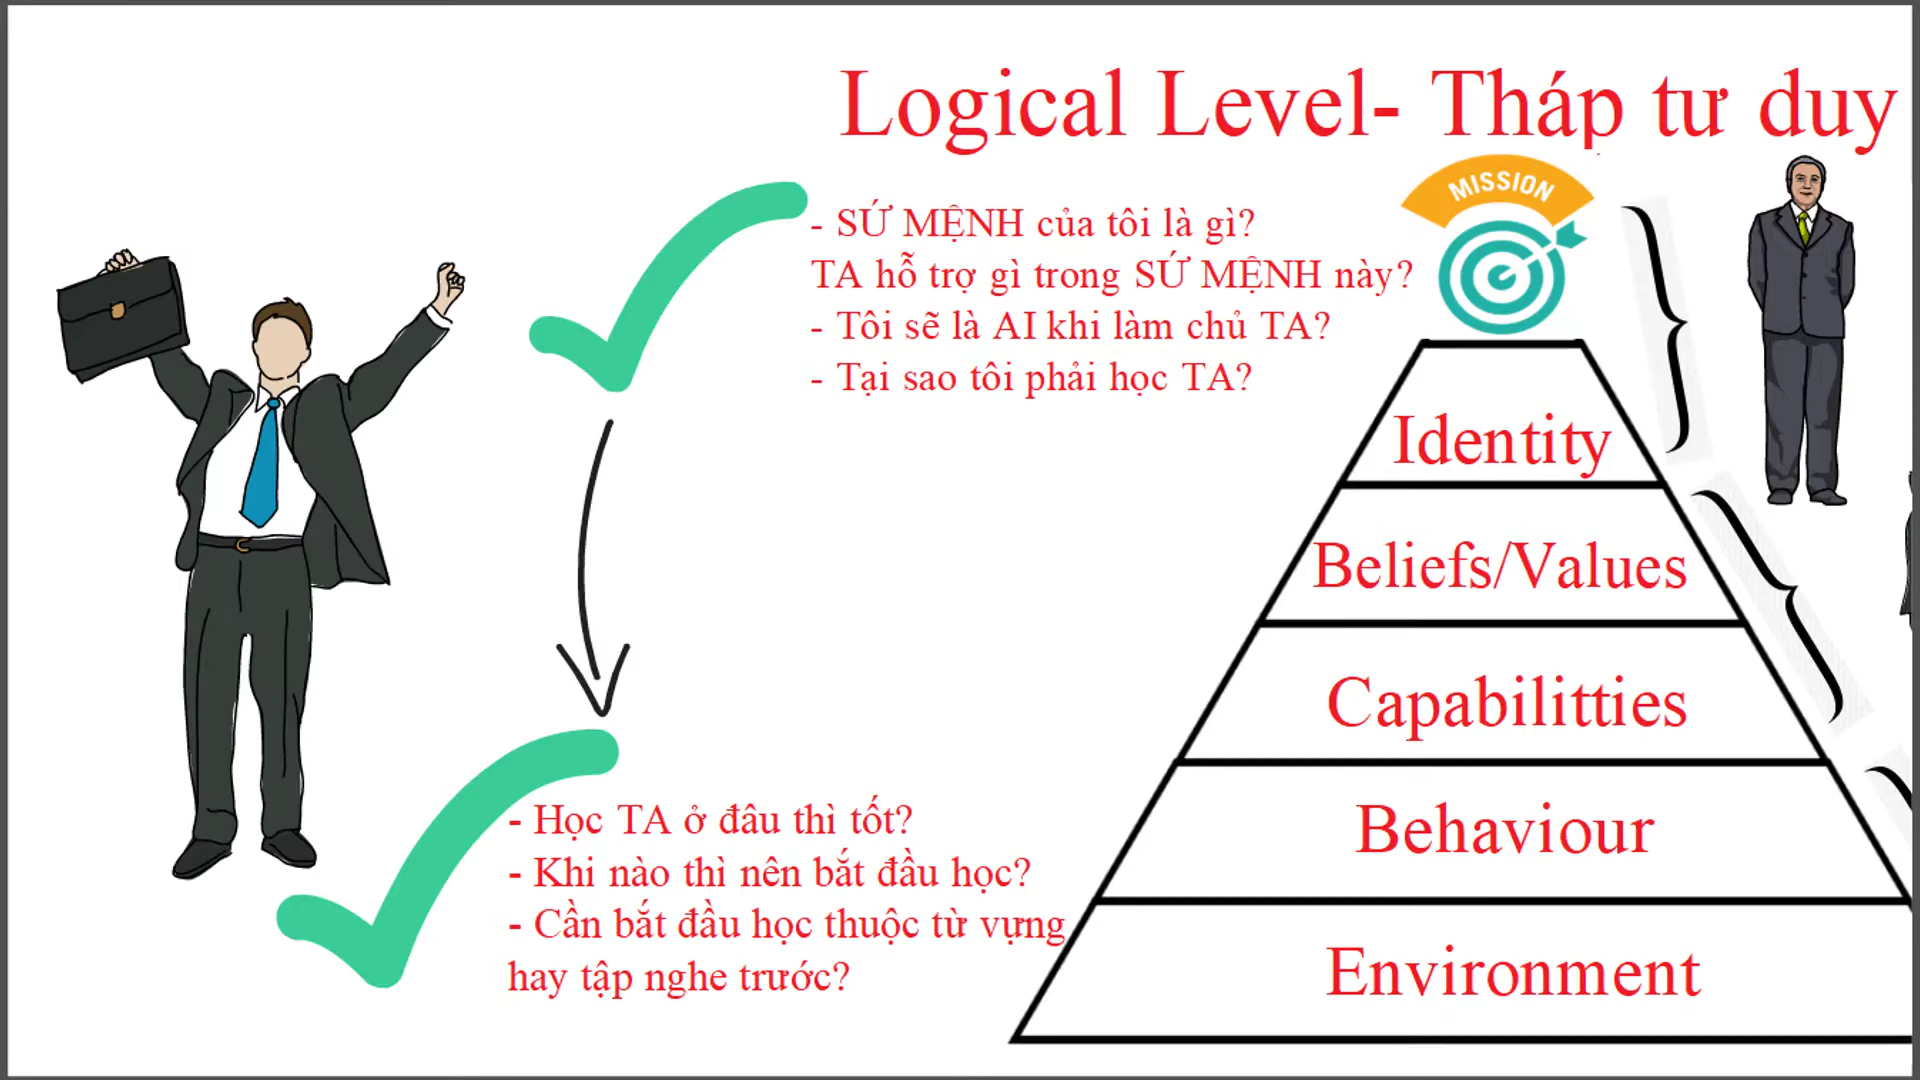 Logical Level- Tháp tư duy
MISSION
- SỨ MỆNH của tôi là gì?
TA hỗ trợ gì trong SỨ MỆNH này?
- Tôi sẽ là AI khi làm chủ TA?
- Tại sao tôi phải học TA?
Identity
Beliefs/Values
Capabilitties
Behaviour
Environment
- Học TA ở đâu thì tốt?
- Khi nào thì nên bắt đầu học?
- Cần bắt đầu học thuộc từ vựng
hay tập nghe trước?